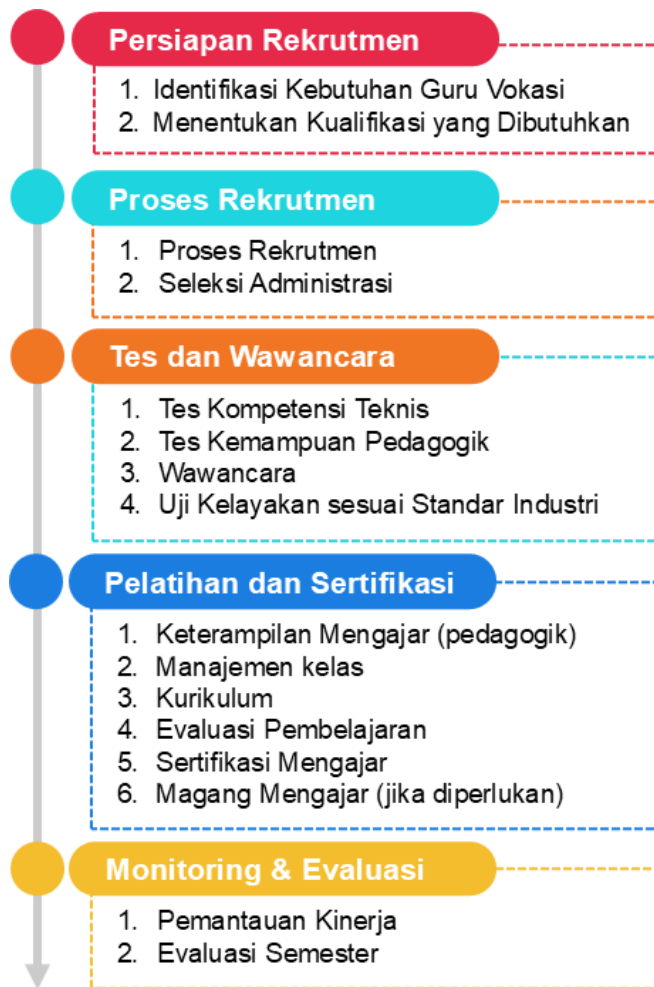 Persiapan Rekrutmen
1. Identifikasi Kebutuhan Guru Vokasi
2. Menentukan Kualifikasi yang Dibutuhkan
Proses Rekrutmen
1. Proses Rekrutmen
2. Seleksi Administrasi
Tes dan Wawancara
1. Tes Kompetensi Teknis
2. Tes Kemampuan Pedagogik
3. Wawancara
4. Uji Kelayakan sesuai Standar Industri
Pelatihan dan Sertifikasi
1. Keterampilan Mengajar (pedagogik)
2. Manajemen kelas
3. Kurikulum
4. Evaluasi Pembelajaran
5. Sertifikasi Mengajar
6. Magang Mengajar (jika diperlukan)
Monitoring & Evaluasi
1. Pemantauan Kinerja
2. Evaluasi Semester